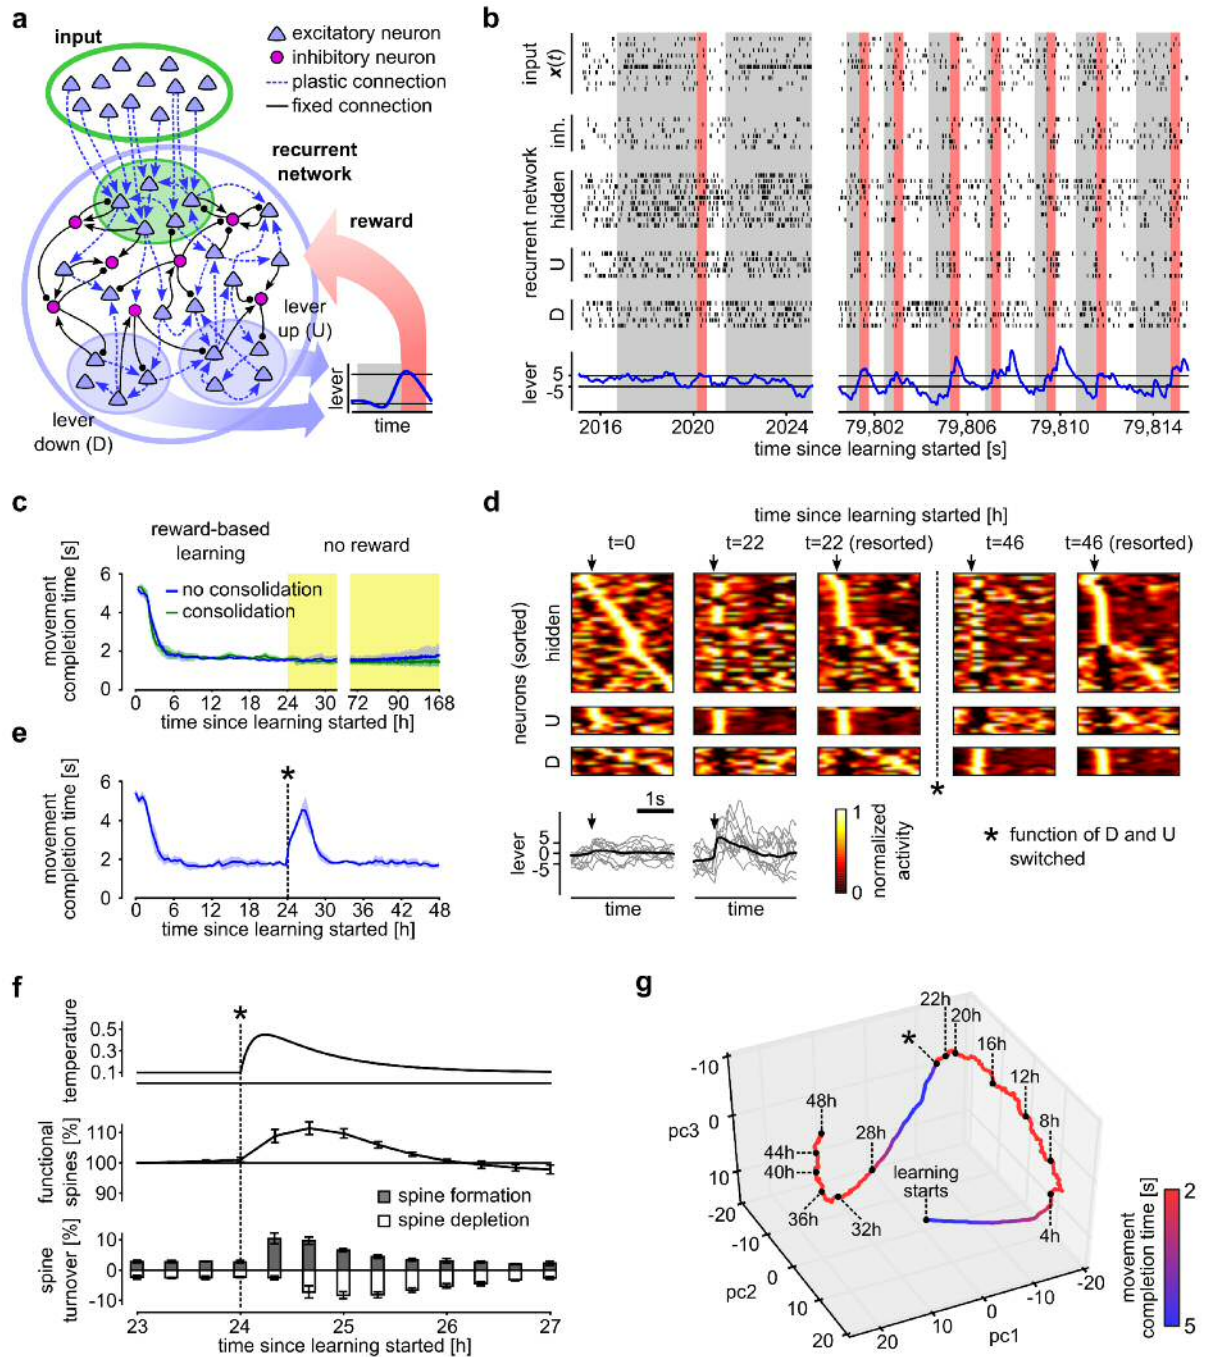 a
input
excitatory neuron
inhibitory neuron
plastic connection
fixed connection
recurrent
network
reward
lever
up (U)
lever
down (D)
lever
time
b
input
x(t)
inh.
hidden
recurrent network
U
D
lever
5
-5
2016 2020 2024 79,802 79,806 79,810 79,814
time since learning started [s]
c
reward-based
learning
no reward
movement
completion time [s]
6
4
2
0
no consolidation
consolidation
0 6 12 18 24 30 72 90 168
time since learning started [h]
d
time since learning started [h]
t=0 t=22 t=22 (resorted) t=46 t=46 (resorted)
neurons (sorted)
hidden
U
D
*
1s
lever
5
-5
time time
1
0
normalized
activity
* function of D and U
switched
e
movement
completion time [s]
6
4
2
0
*
0 6 12 18 24 30 36 42 48
time since learning started [h]
f
*
temperature
0.5
0.3
0.1
functional
spines [%]
110
100
90
spine formation
spine depletion
spine
turnover [%]
10
0
-10
23 24 25 26 27
time since learning started [h]
g
22h
20h
*
16h
12h
8h
4h
48h
44h
40h
36h
32h
28h
learning
starts
pc3
-10
0
10
pc2
-20
-10
0
10
20
pc1
20 10 0 -10 -20
movement
completion time [s]
2
5